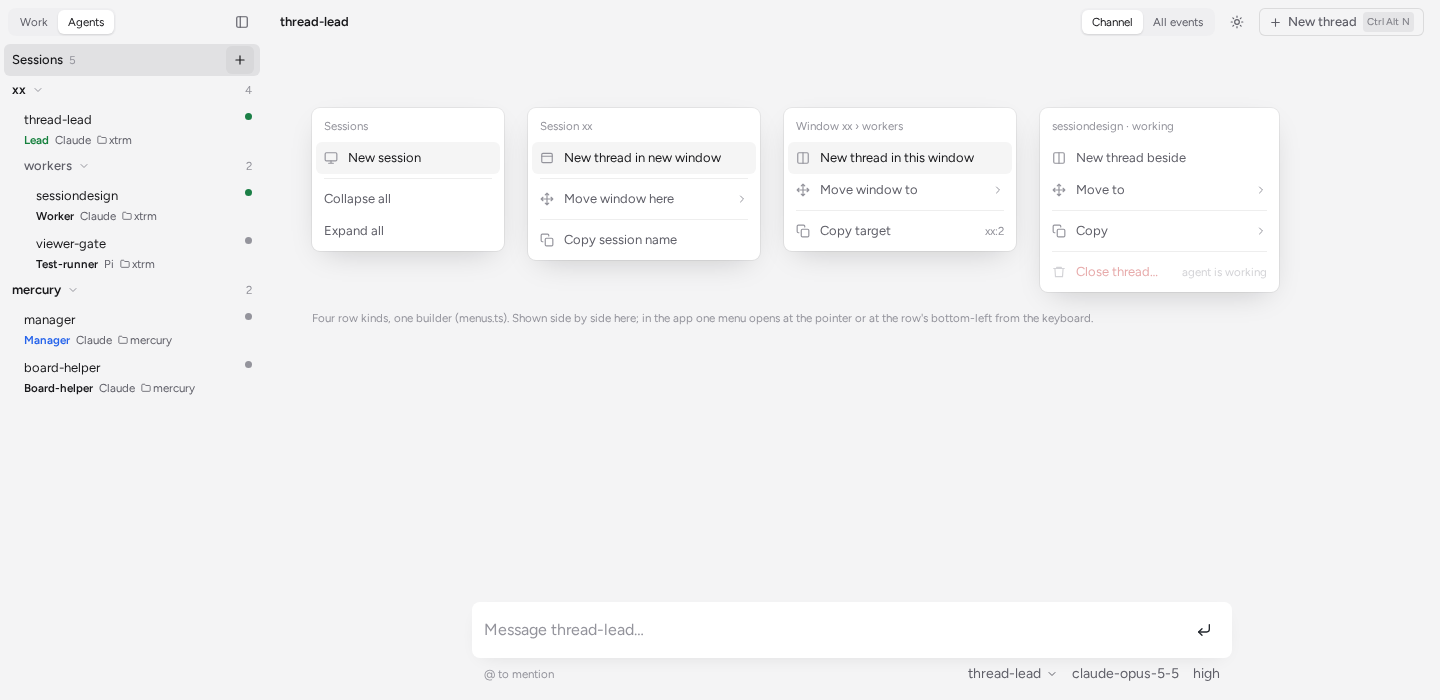 Work Agents
thread-lead
Channel All events
New thread Ctrl Alt N
Sessions 5
xx 4
thread-lead
Lead Claude xtrm
workers 2
sessiondesign
Worker Claude xtrm
viewer-gate
Test-runner Pi xtrm
mercury 2
manager
Manager Claude mercury
board-helper
Board-helper Claude mercury
Sessions
New session
Collapse all
Expand all
Session xx
New thread in new window
Move window here
Copy session name
Window xx › workers
New thread in this window
Move window to
Copy target xx:2
sessiondesign · working
New thread beside
Move to
Copy
Close thread... agent is working
Four row kinds, one builder (menus.ts). Shown side by side here; in the app one menu opens at the pointer or at the row's bottom-left from the keyboard.
Message thread-lead...
@ to mention
thread-lead claude-opus-5-5 high